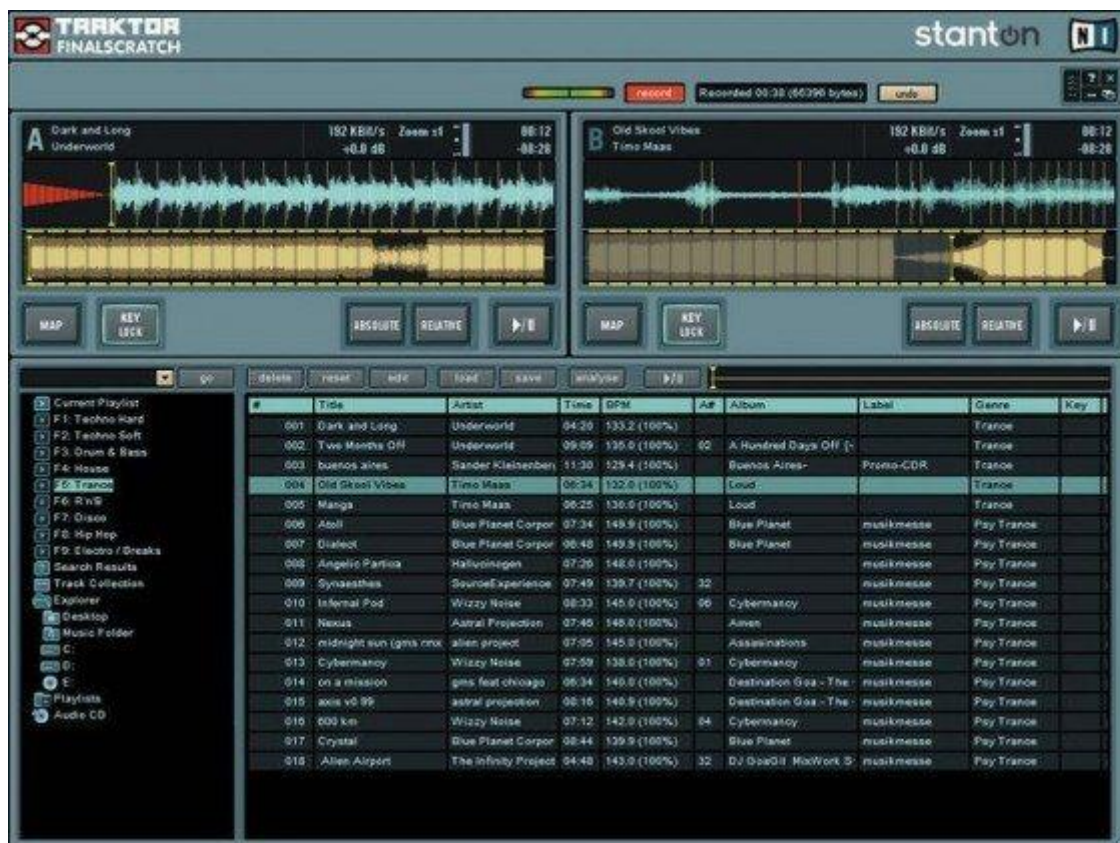 TRAKTOR
FINALSCRATCH
stanton
NI
record
Recorded 00:38 (66396 bytes)
undo
A
Dark and Long
Underworld
192 KBit/s
+0.0 dB
Zoom x1
00:12
-08:28
B
Old Skool Vibes
Timo Maas
192 KBit/s
+0.0 dB
Zoom x1
00:12
-08:28
MAP
KEY LOCK
ABSOLUTE
RELATIVE
MAP
KEY LOCK
ABSOLUTE
RELATIVE
go
delete
reset
edit
load
save
analyse
Current Playlist
F1: Techno Hard
F2: Techno Soft
F3: Drum & Bass
F4: House
F5: Trance
F6: R'n'B
F7: Disco
F8: Hip Hop
F9: Electro / Breaks
Search Results
Track Collection
Explorer
Desktop
Music Folder
C:
D:
E:
Playlists
Audio CD
# Title Artist Time BPM A# Album Label Genre Key
001 Dark and Long Underworld 04:20 133.2 (100%) Trance
002 Two Months Off Underworld 09:09 135.0 (100%) 02 A Hundred Days Off [- Trance
003 buenos aires Sander Kleinenber 11:30 129.4 (100%) Buenos Aires- Promo-CDR Trance
004 Old Skool Vibes Timo Maas 06:34 132.0 (100%) Loud Trance
005 Manga Timo Maas 06:25 (100%) Loud Trance
006 Atoll Blue Planet Corpor 07:34 149.9 (100%) Blue Planet musikmesse Psy Trance
007 Dialect Blue Planet Corpor 06:48 149.9 (100%) Blue Planet musikmesse Psy Trance
008 Angelic Partica Hallucinogen 07:26 148.0 (100%) musikmesse Psy Trance
009 Synaesthes SourceExperience 07:49 139.7 (100%) 32 musikmesse Psy Trance
010 Infernal Pod Wizzy Noise 08:33 145.0 (100%) 06 Cybermancy musikmesse Psy Trance
011 Nexus Astral Projection 07:46 (100%) Amen musikmesse Psy Trance
012 midnight sun (gms rmx alien project 07:05 145.0 (100%) Assassinations musikmesse Psy Trance
013 Cybermancy Wizzy Noise 07:59 138.0 (100%) 01 Cybermancy musikmesse Psy Trance
014 on a mission gms feat chicago 06:34 (100%) Destination Goa - The musikmesse Psy Trance
015 axis v0 99 astral projection 08:16 140.9 (100%) Destination Goa - The musikmesse Psy Trance
016 600 km Wizzy Noise 07:12 142.0 (100%) 04 Cybermancy musikmesse Psy Trance
017 Crystal Blue Planet Corpor 08:44 139.9 (100%) Blue Planet musikmesse Psy Trance
018 Alien Airport The Infinity Project 04:48 143.0 (100%) 32 DJ GoaGil MixWork S musikmesse Psy Trance